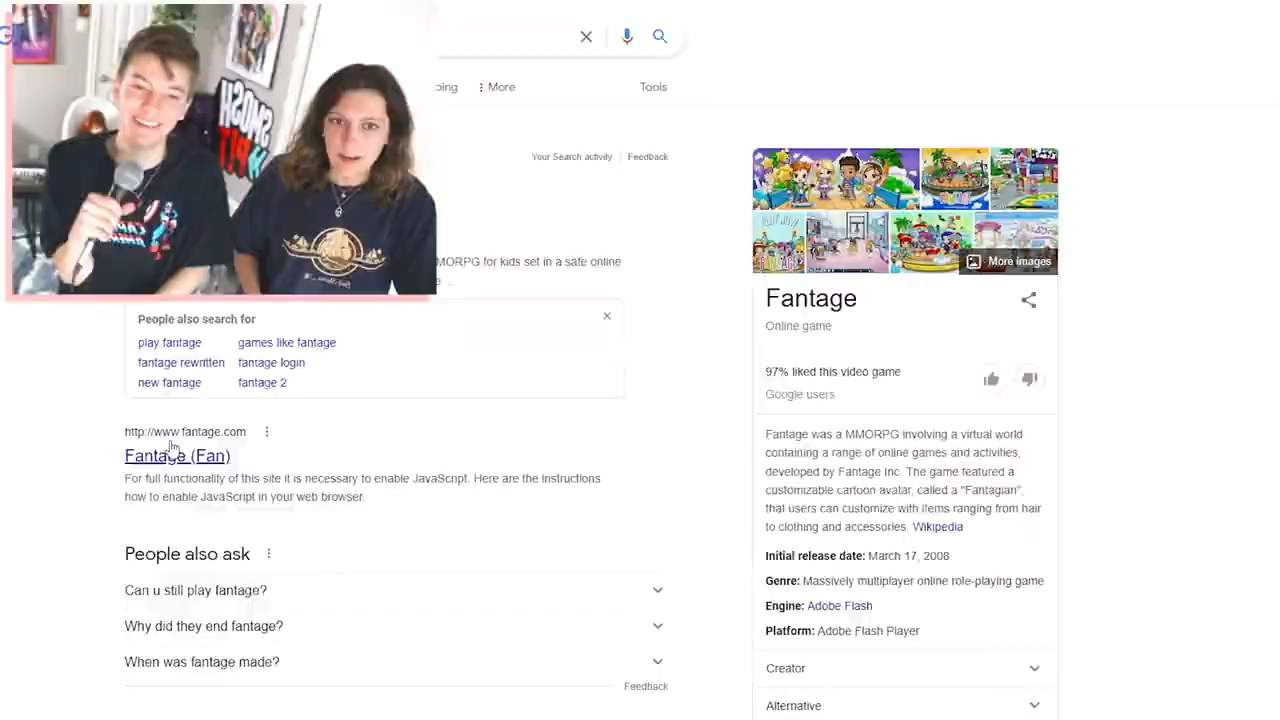 G
SMOSH
PIT
ping
More
Tools
Your Search activity
Feedback
MORPG for kids set in a safe online
...
People also search for
play fantage
games like fantage
fantage rewritten
fantage login
new fantage
fantage 2
http://www.fantage.com
Fantage (Fan)
For full functionality of this site it is necessary to enable JavaScript. Here are the instructions
how to enable JavaScript in your web browser.
People also ask
Can u still play fantage?
Why did they end fantage?
When was fantage made?
Feedback
More images
Fantage
Online game
97% liked this video game
Google users
Fantage was a MMORPG involving a virtual world
containing a range of online games and activities,
developed by Fantage Inc. The game featured a
customizable cartoon avatar, called a "Fantagian",
that users can customize with items ranging from hair
to clothing and accessories. Wikipedia
Initial release date: March 17, 2008
Genre: Massively multiplayer online role-playing game
Engine: Adobe Flash
Platform: Adobe Flash Player
Creator
Alternative